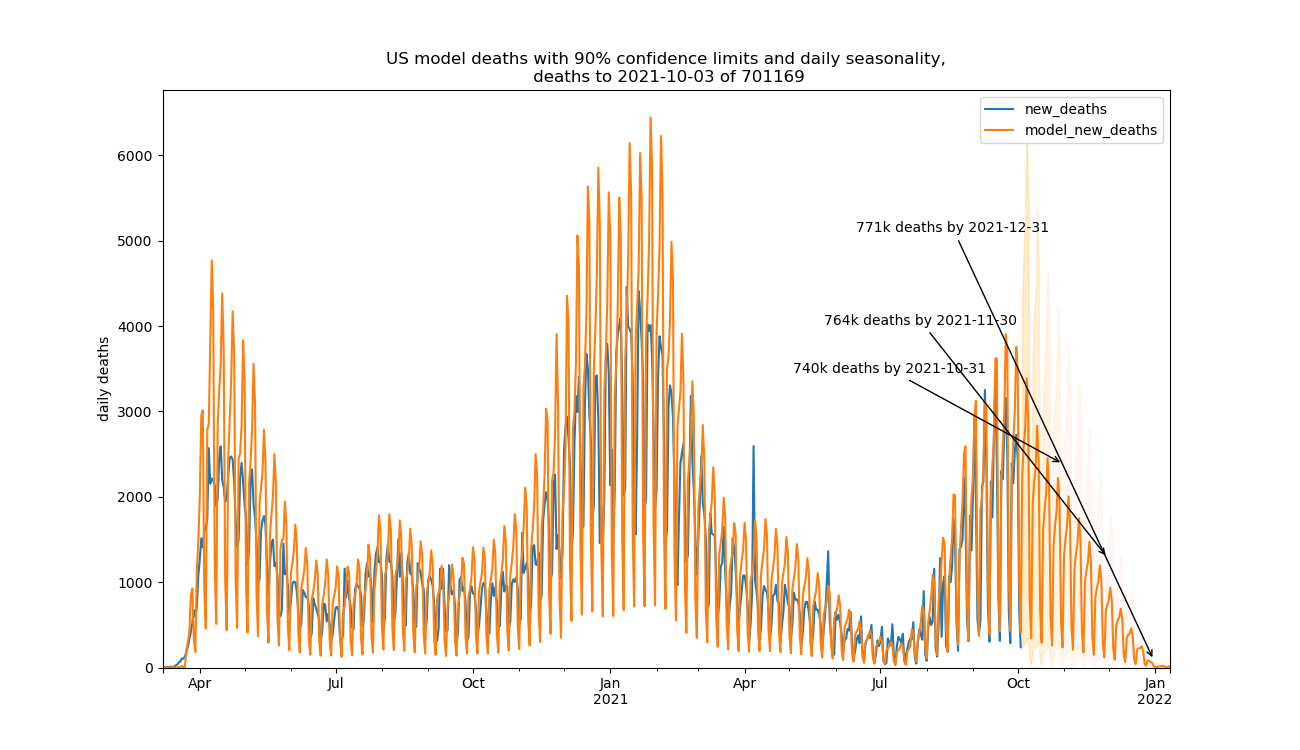 US model deaths with 90% confidence limits and daily seasonality,
deaths to 2021-10-03 of 701169
new_deaths
model_new_deaths
771k deaths by 2021-12-31
764k deaths by 2021-11-30
740k deaths by 2021-10-31
daily deaths
6000
5000
4000
3000
2000
1000
0
Apr Jul Oct Jan Apr Jul Oct Jan
2021 2022